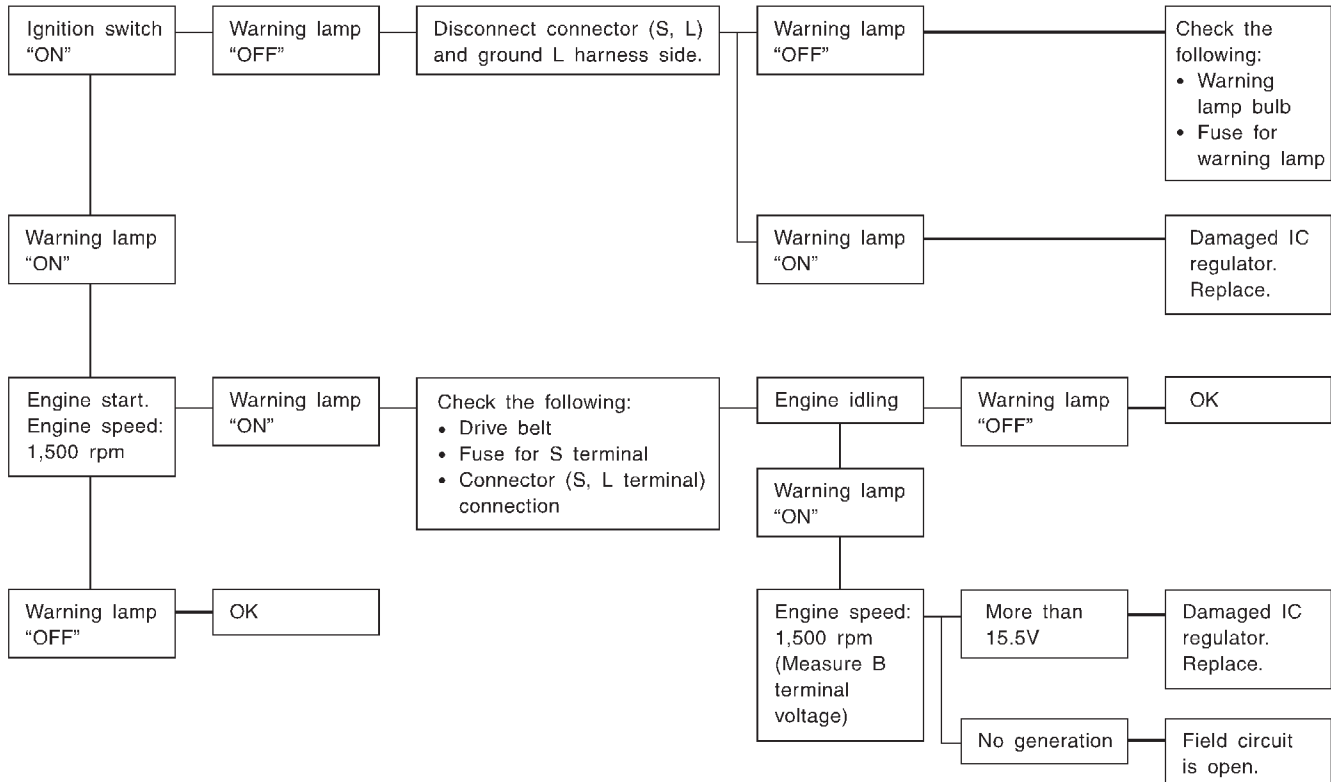 Ignition switch
“ON”
Warning lamp
“OFF”
Disconnect connector (S, L)
and ground L harness side.
Warning lamp
“OFF”
Check the
following:
• Warning
lamp bulb
• Fuse for
warning lamp
Warning lamp
“ON”
Warning lamp
“ON”
Damaged IC
regulator.
Replace.
Engine start.
Engine speed:
1,500 rpm
Warning lamp
“ON”
Check the following:
• Drive belt
• Fuse for S terminal
• Connector (S, L terminal)
connection
Engine idling
Warning lamp
“OFF”
OK
Warning lamp
“ON”
Warning lamp
“OFF”
OK
Engine speed:
1,500 rpm
(Measure B
terminal
voltage)
More than
15.5V
Damaged IC
regulator.
Replace.
No generation
Field circuit
is open.